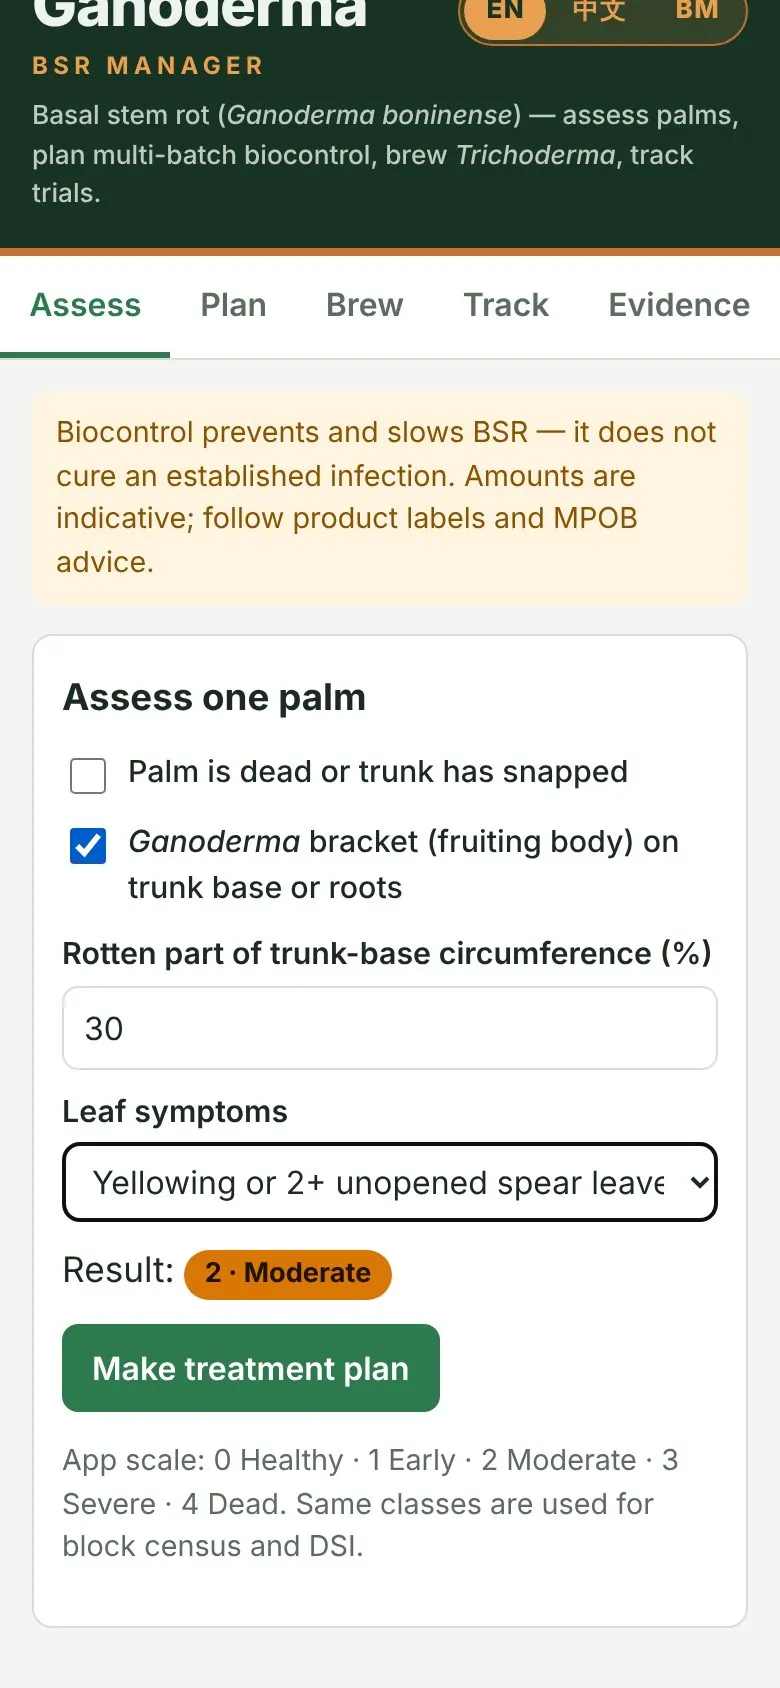 Ganoderma
EN 中文 BM
BSR MANAGER
Basal stem rot (Ganoderma boninense) — assess palms,
plan multi-batch biocontrol, brew Trichoderma, track
trials.
Assess Plan Brew Track Evidence
Biocontrol prevents and slows BSR — it does not
cure an established infection. Amounts are
indicative; follow product labels and MPOB
advice.
Assess one palm
Palm is dead or trunk has snapped
Ganoderma bracket (fruiting body) on
trunk base or roots
Rotten part of trunk-base circumference (%)
30
Leaf symptoms
Yellowing or 2+ unopened spear leave
Result: 2 · Moderate
Make treatment plan
App scale: 0 Healthy · 1 Early · 2 Moderate · 3
Severe · 4 Dead. Same classes are used for
block census and DSI.